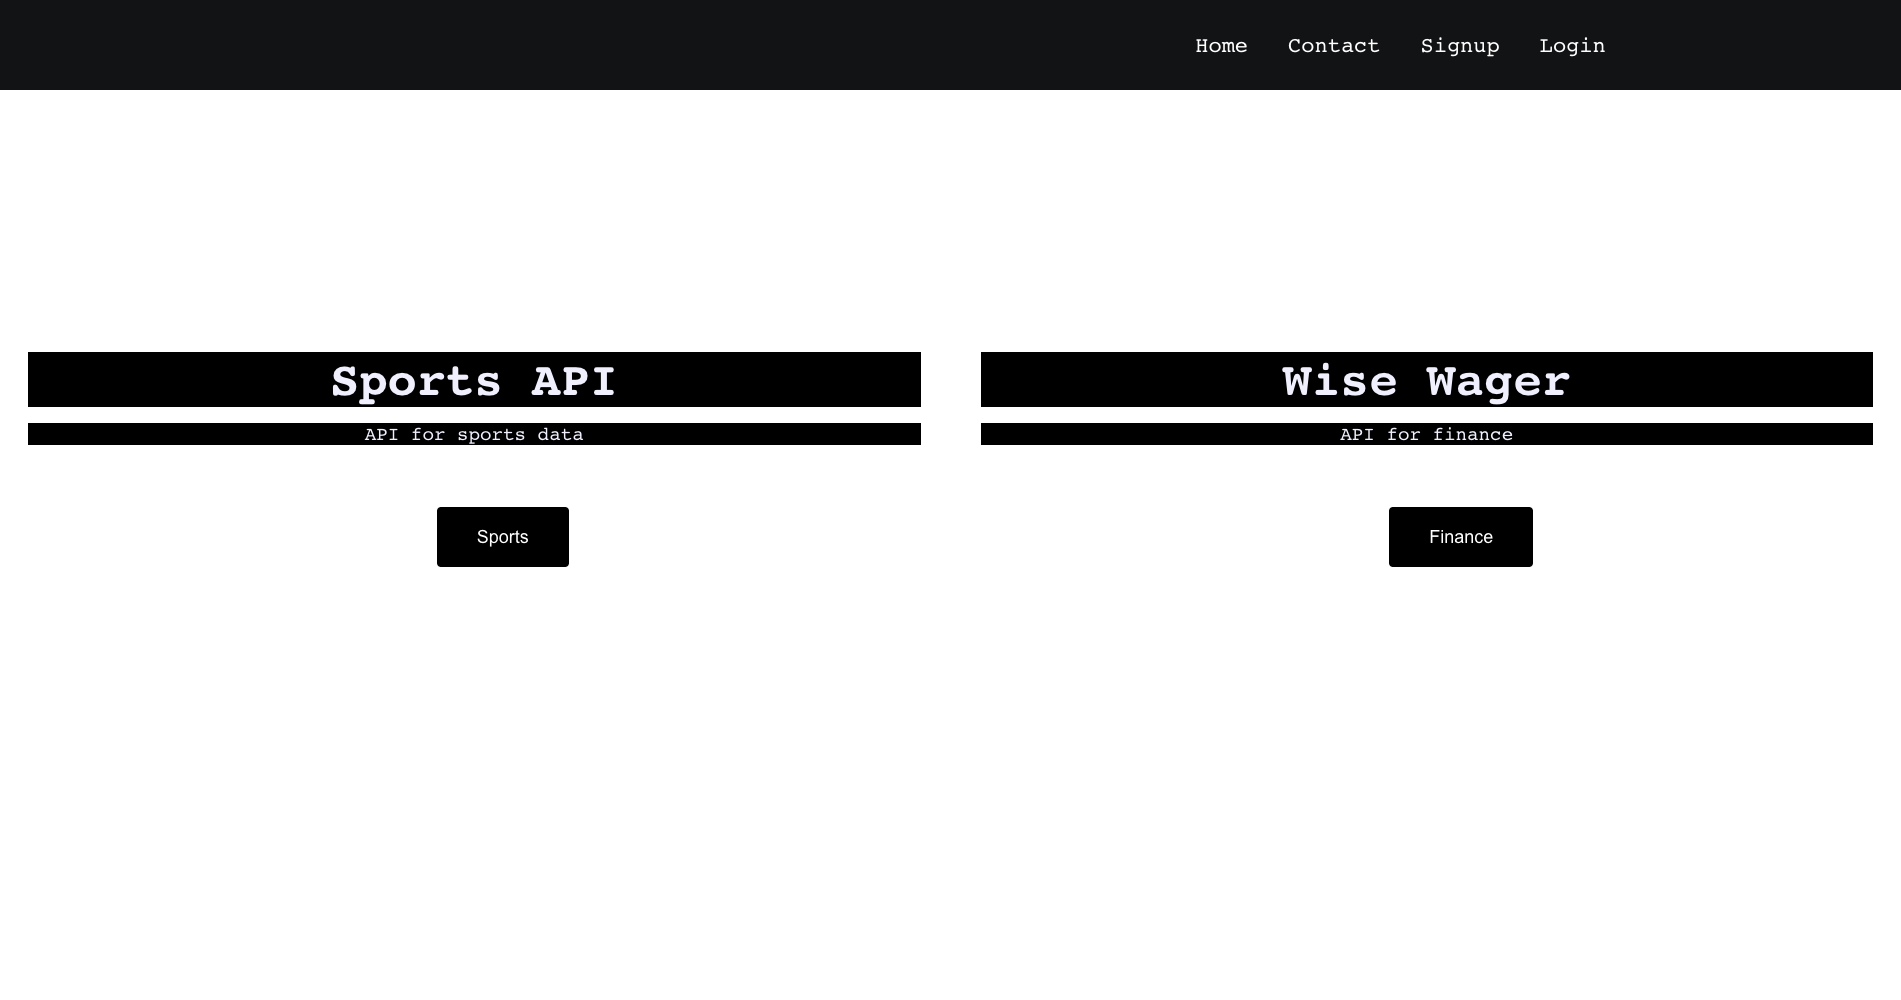 Home Contact Signup Login
Sports API
API for sports data
Sports
Wise Wager
API for finance
Finance